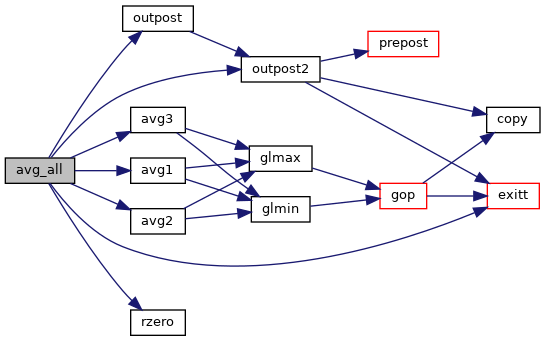 outpost
prepost
outpost2
avg3
copy
glmax
avg_all
avg1
gop
exitt
glmin
avg2
rzero